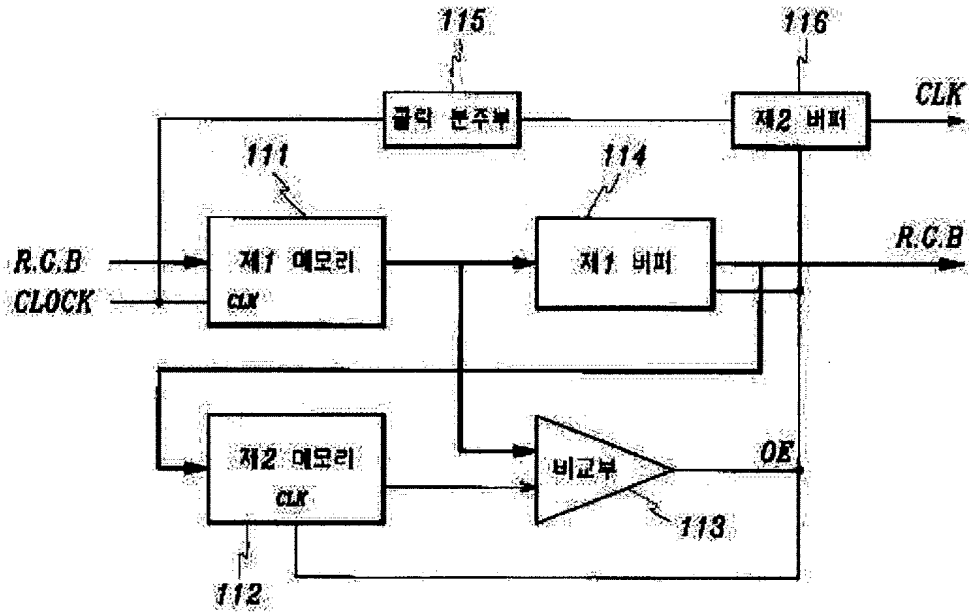 115
116
클럭 분주부
제2 버퍼
CLK
111
114
R.G.B
제1 메모리
제1 버퍼
R.G.B
CLOCK
CLK
제2 메모리
비교부
OE
CLK
113
112